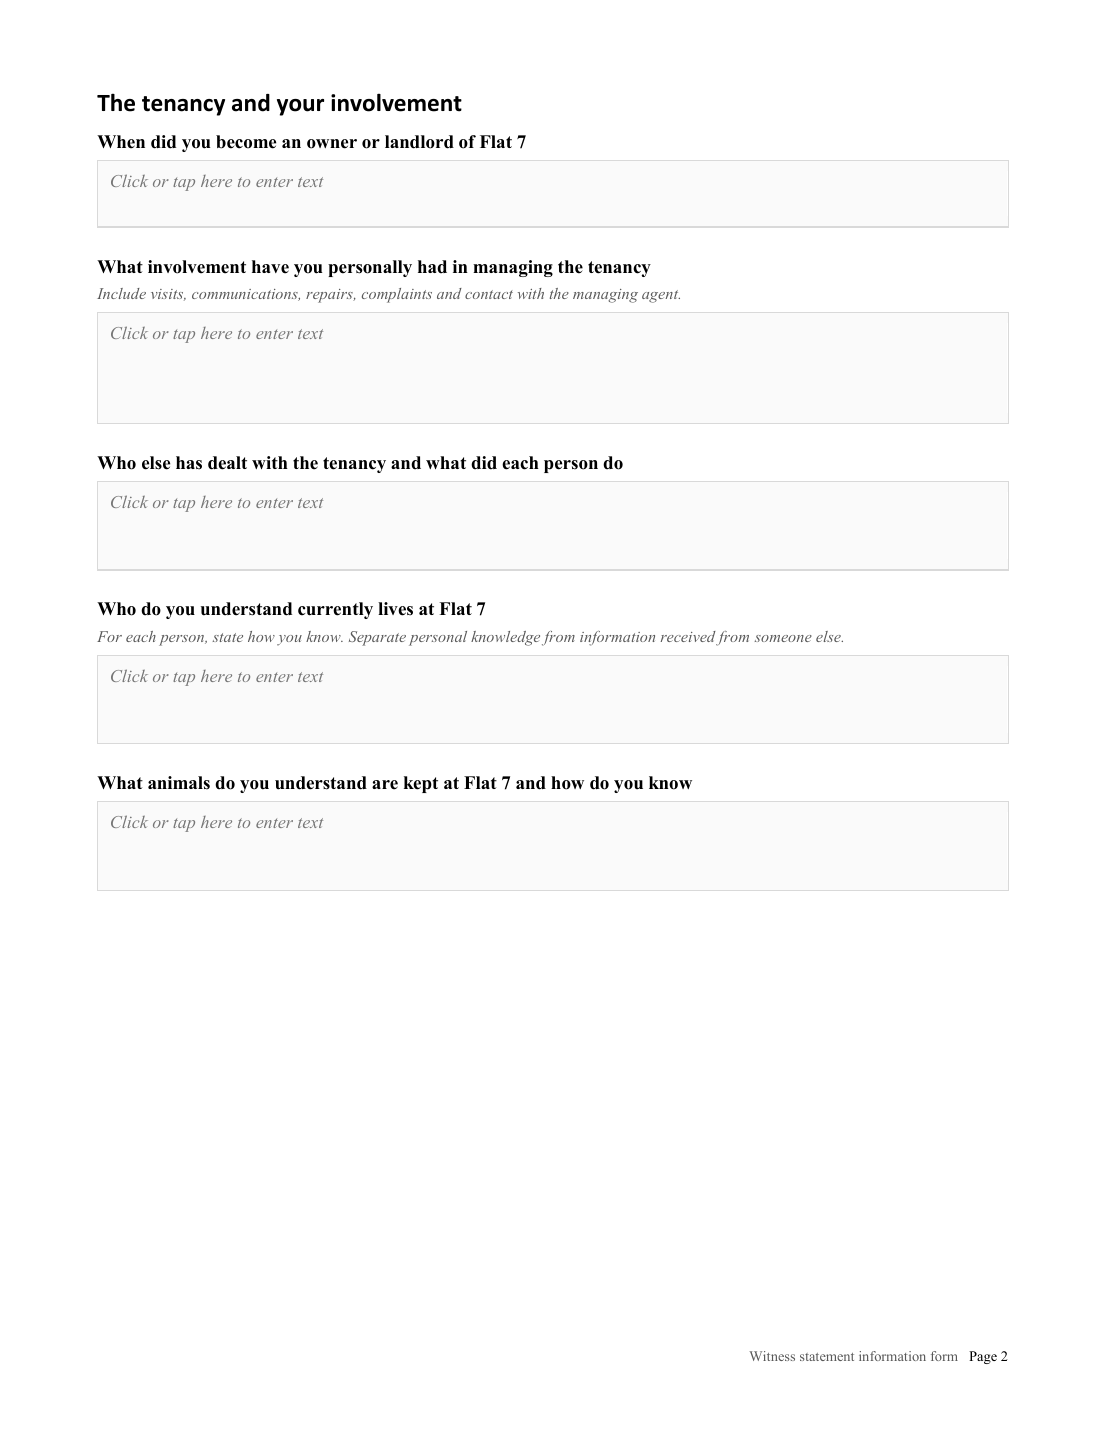 The tenancy and your involvement
When did you become an owner or landlord of Flat 7
Click or tap here to enter text
What involvement have you personally had in managing the tenancy
Include visits, communications, repairs, complaints and contact with the managing agent.
Click or tap here to enter text
Who else has dealt with the tenancy and what did each person do
Click or tap here to enter text
Who do you understand currently lives at Flat 7
For each person, state how you know. Separate personal knowledge from information received from someone else.
Click or tap here to enter text
What animals do you understand are kept at Flat 7 and how do you know
Click or tap here to enter text
Witness statement information form Page 2